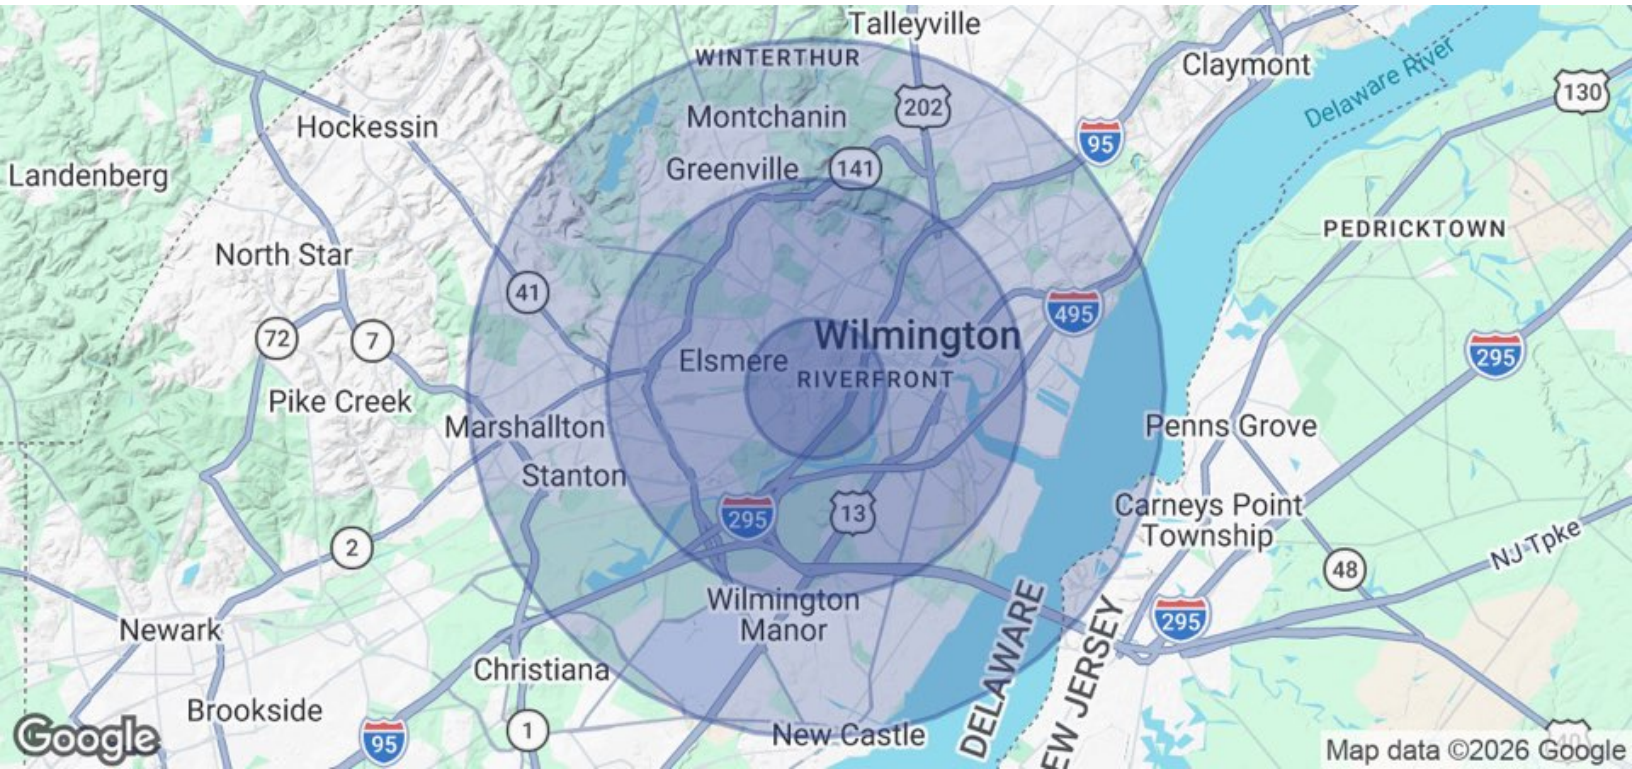 Talleyville
WINTERTHUR
Claymont
Delaware River
130
202
Montchanin
Hockessin
95
Greenville
141
Landenberg
PEDRICKTOWN
North Star
41
495
Wilmington
72
7
295
Elsmere
RIVERFRONT
Pike Creek
Marshallton
Penns Grove
Stanton
295
13
Carneys Point
Township
2
NJ Tpke
48
Wilmington
Manor
295
Newark
DELAWARE
EW JERSEY
Christiana
Brookside
1
New Castle
Google
95
40
Map data ©2026 Google